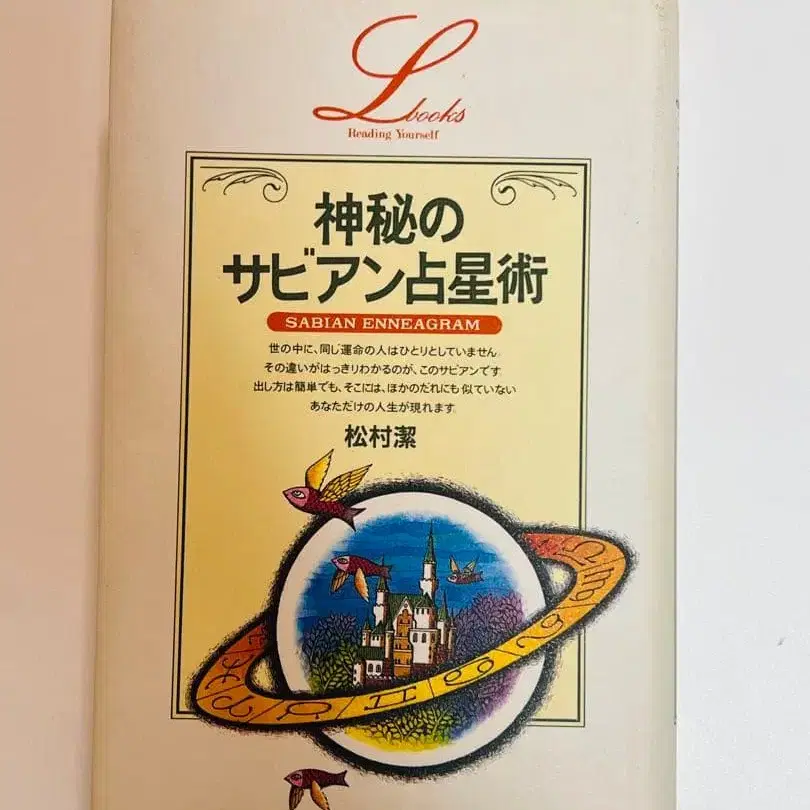 L books
Reading Yourself
神秘の
サビアン占星術
SABIAN ENNEAGRAM
世の中に、同じ運命の人はひとりとしていません。
その違いがはっきりわかるのが、このサビアンです。
出し方は簡単でも、そこには、ほかのだれにも似ていない
あなただけの人生が現れます。
松村潔